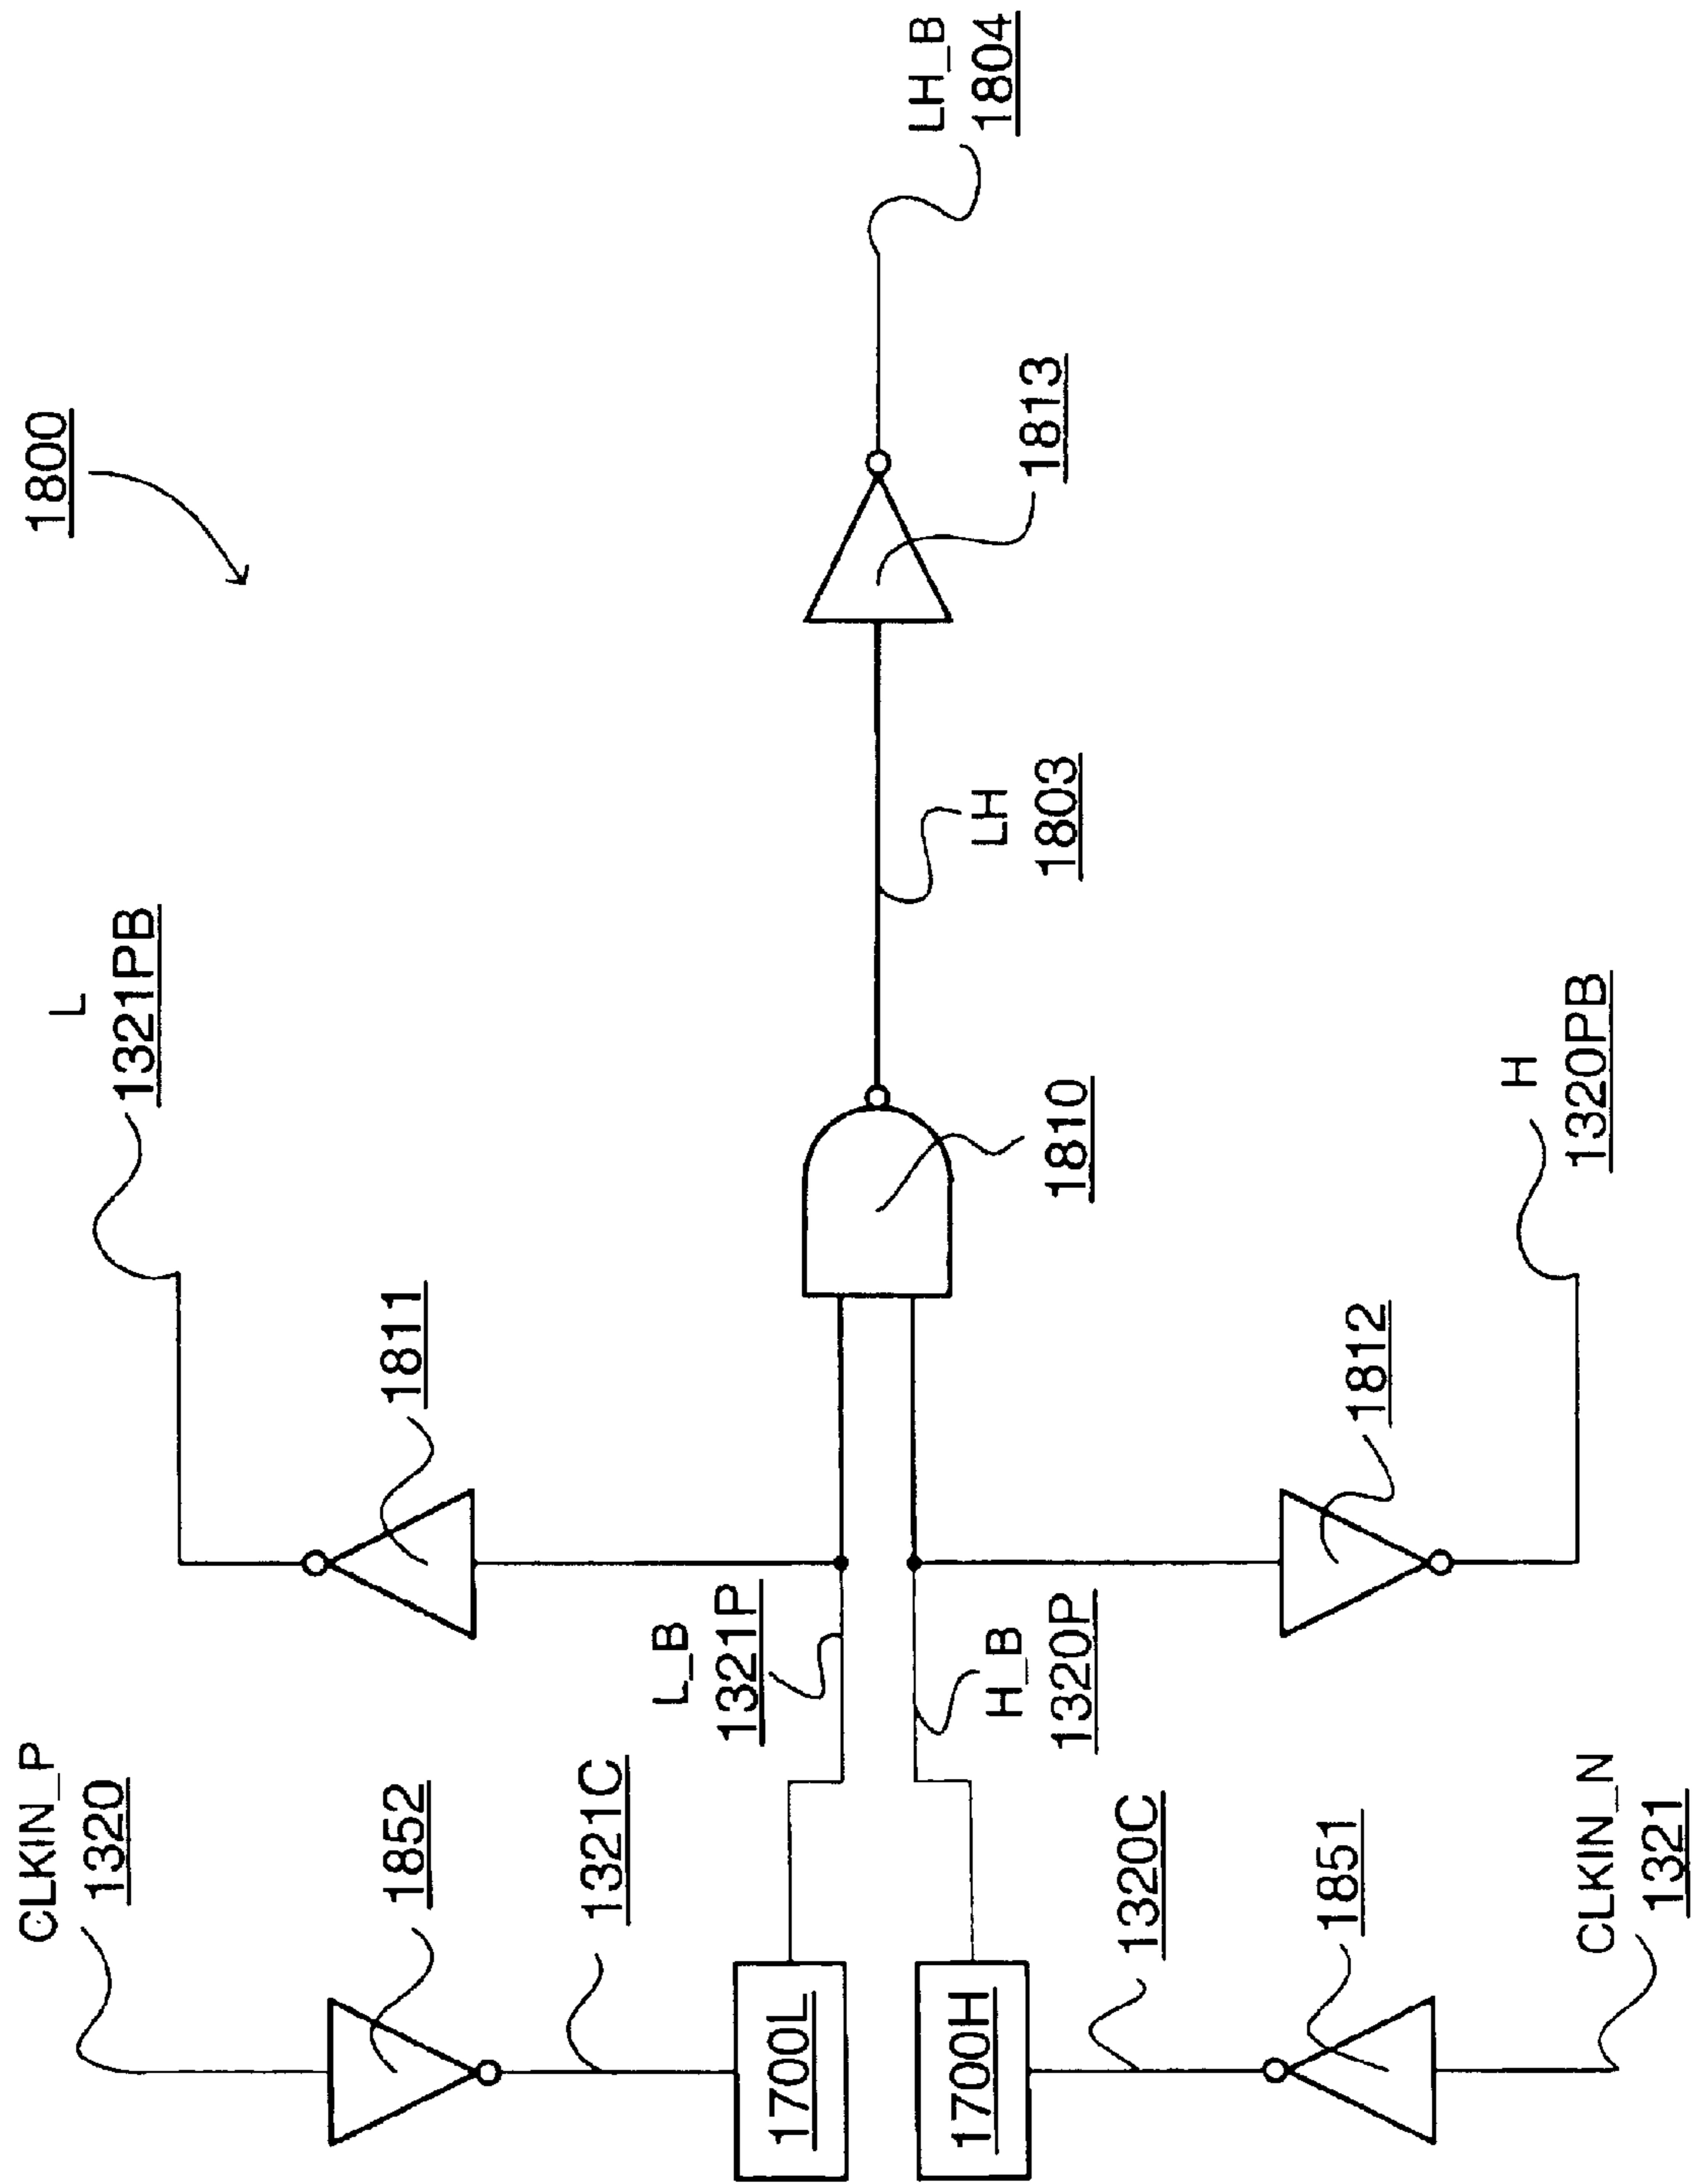 1800
CLKIN_P
1320
1852
1321C
1700L
L_B
1321P
1811
L
1321PB
1810
LH
1803
1813
LH_B
1804
1700H
H_B
1320P
1320C
1851
CLKIN_N
1321
1812
H
1320PB